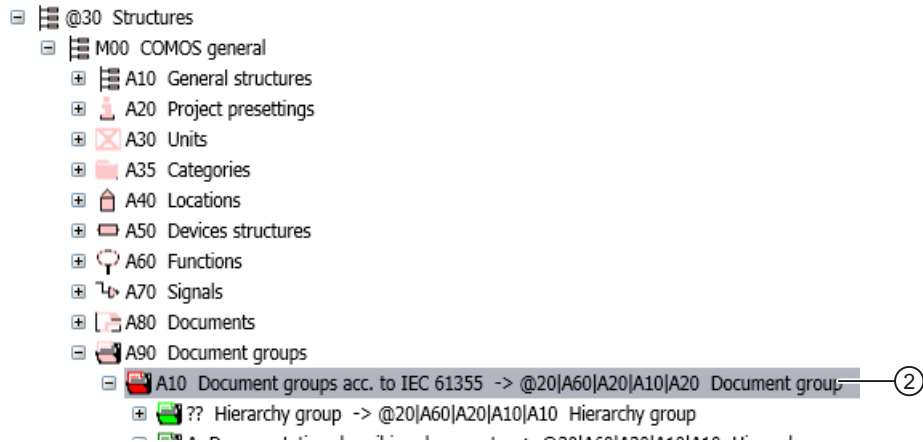 @30 Structures
M00 COMOS general
A10 General structures
A20 Project presettings
A30 Units
A35 Categories
A40 Locations
A50 Devices structures
A60 Functions
A70 Signals
A80 Documents
A90 Document groups
A10 Document groups acc. to IEC 61355 -> @20|A60|A20|A10|A20 Document group
2
?? Hierarchy group -> @20|A60|A20|A10|A10 Hierarchy group